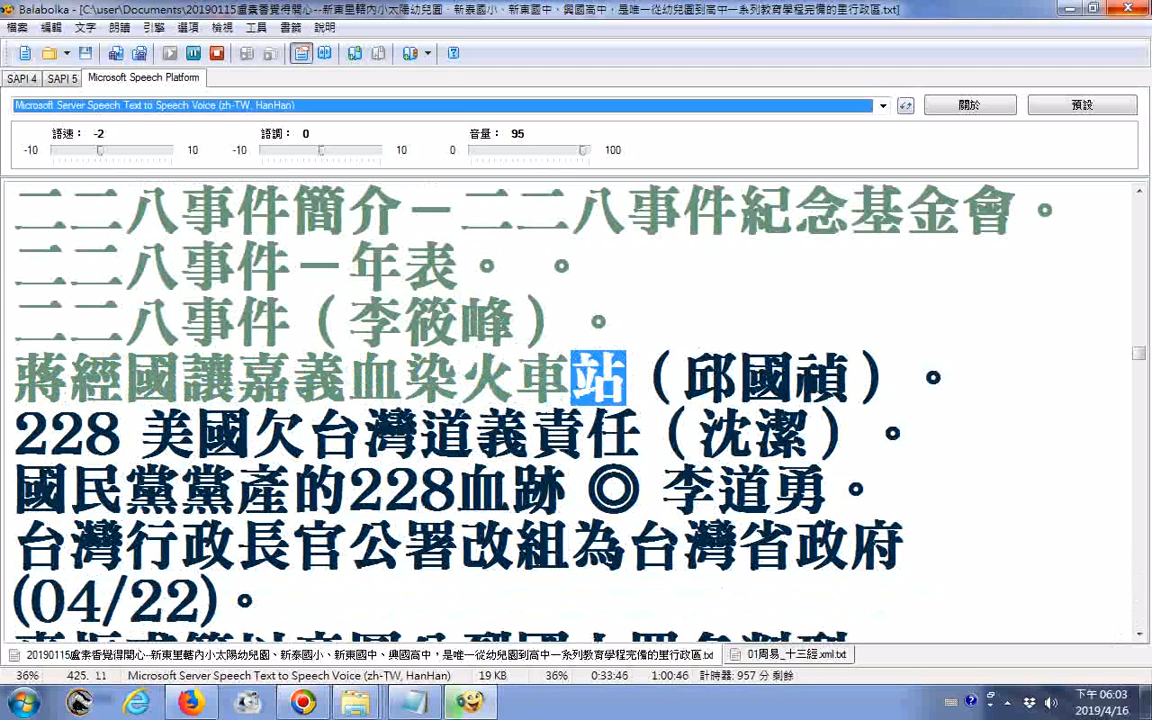 Balabolka - [C:\user\Documents\20190115盧素香覺得開心--新東里轄內小太陽幼兒園、新泰國小、新東國中、興國高中，是唯一從幼兒園到高中一系列教育學程完備的里行政區.txt]
檔案 編輯 文字 朗讀 引擎 選項 檢視 工具 書籤 說明
SAPI 4 SAPI 5 Microsoft Speech Platform
Microsoft Server Speech Text to Speech Voice (zh-TW, HanHan) 關於 預設
語速： -2 語調： 0 音量： 95
-10 10 -10 10 0 100
二二八事件簡介－二二八事件紀念基金會。
二二八事件－年表。 。
二二八事件（李筱峰）。
蔣經國讓嘉義血染火車站（邱國禎）。
228 美國欠台灣道義責任（沈潔）。
國民黨黨產的228血跡 ◎ 李道勇。
台灣行政長官公署改組為台灣省政府
(04/22)。
20190115盧素香覺得開心--新東里轄內小太陽幼兒園、新泰國小、新東國中、興國高中，是唯一從幼兒園到高中一系列教育學程完備的里行政區.txt 01周易_十三經.xml.txt
36% 425. 11 Microsoft Server Speech Text to Speech Voice (zh-TW, HanHan) 19 KB 36% 0:33:46 1:00:46 計時器: 957 分 剩餘
下午 06:03
2019/4/16